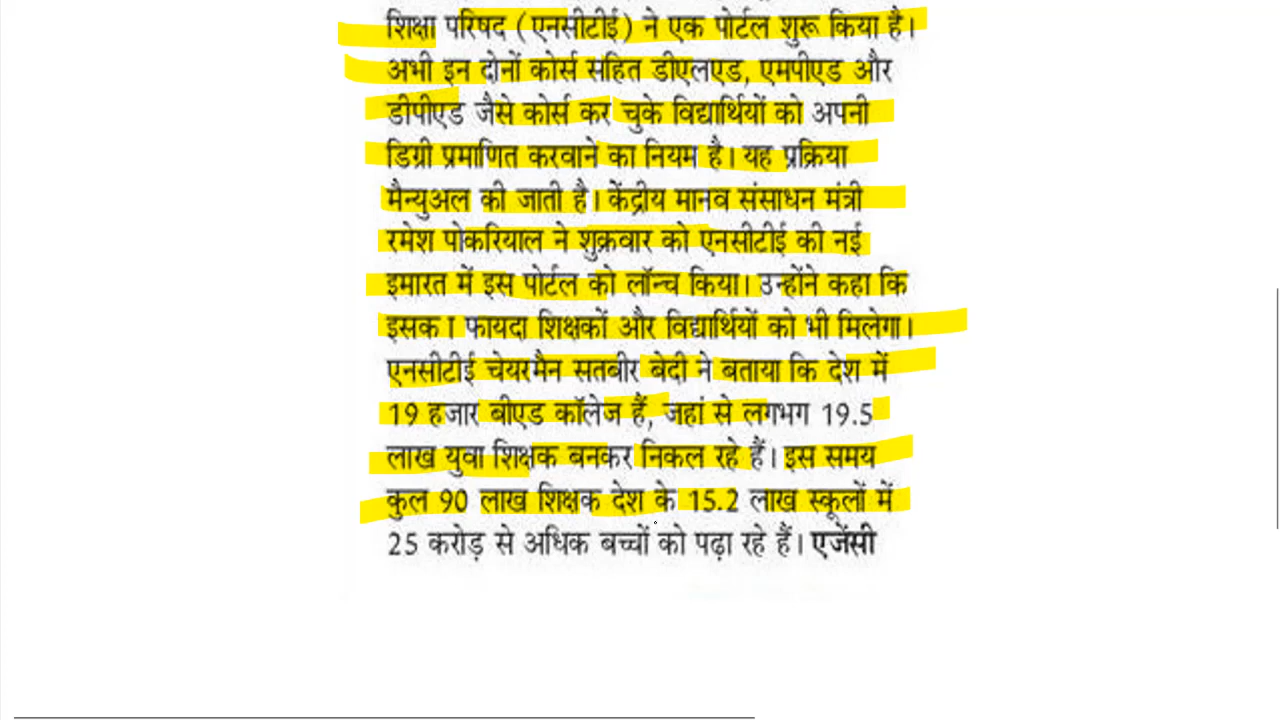 शिक्षा परिषद (एनसीटीई) ने एक पोर्टल शुरू किया है।
अभी इन दोनों कोर्स सहित डीएलएड, एमपीएड और
डीपीएड जैसे कोर्स कर चुके विद्यार्थियों को अपनी
डिग्री प्रमाणित करवाने का नियम है। यह प्रक्रिया
मैन्युअल की जाती है। केंद्रीय मानव संसाधन मंत्री
रमेश पोकरियाल ने शुक्रवार को एनसीटीई की नई
इमारत में इस पोर्टल को लॉन्च किया। उन्होंने कहा कि
इसका फायदा शिक्षकों और विद्यार्थियों को भी मिलेगा।
एनसीटीई चेयरमैन सतबीर बेदी ने बताया कि देश में
19 हजार बीएड कॉलेज हैं, जहां से लगभग 19.5
लाख युवा शिक्षक बनकर निकल रहे हैं। इस समय
कुल 90 लाख शिक्षक देश के 15.2 लाख स्कूलों में
25 करोड़ से अधिक बच्चों को पढ़ा रहे हैं। एजेंसी